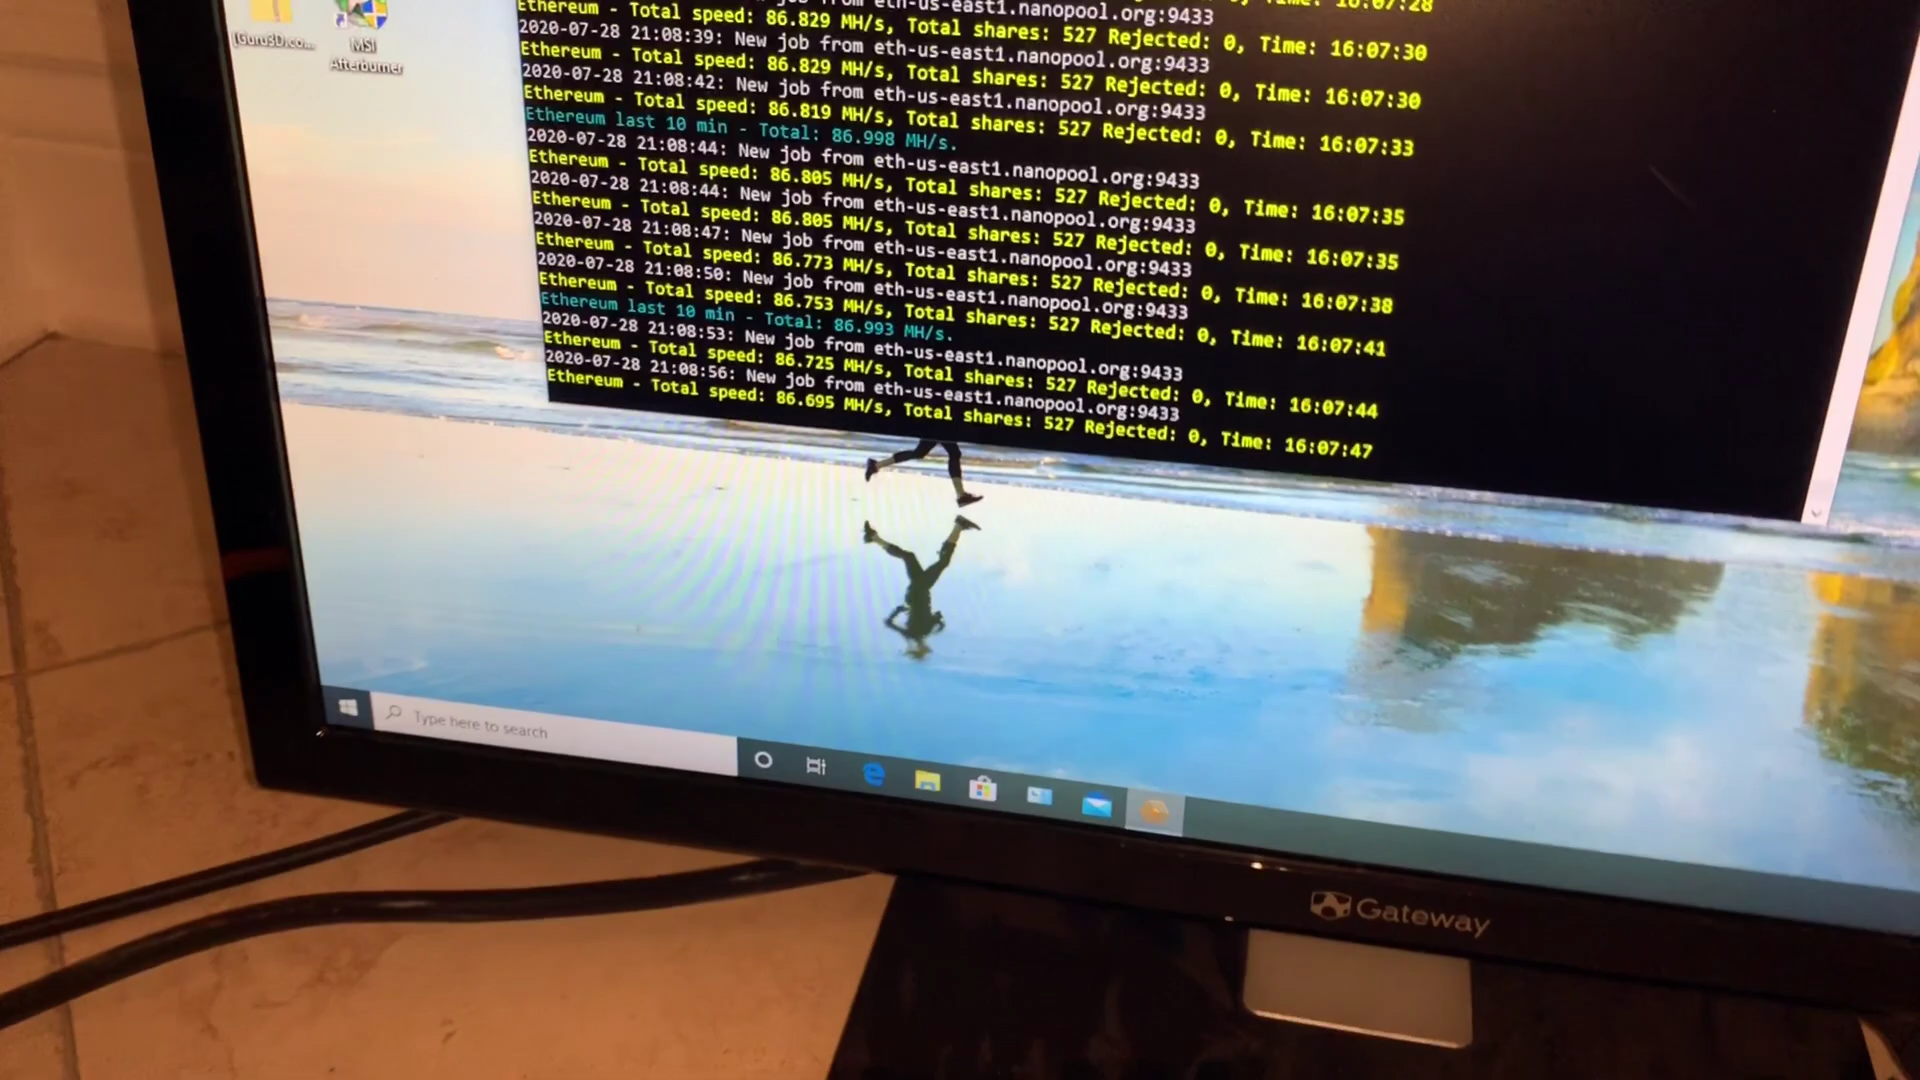 16:07:28
job from eth-us-east1.nanopool.org:9433
Ethereum - Total speed: 86.829 MH/s, Total shares: 527 Rejected: 0, Time: 16:07:30
2020-07-28 21:08:39: New job from eth-us-east1.nanopool.org:9433
Ethereum - Total speed: 86.829 MH/s, Total shares: 527 Rejected: 0, Time: 16:07:30
2020-07-28 21:08:42: New job from eth-us-east1.nanopool.org:9433
Ethereum - Total speed: 86.819 MH/s, Total shares: 527 Rejected: 0, Time: 16:07:33
Ethereum last 10 min - Total: 86.998 MH/s.
2020-07-28 21:08:44: New job from eth-us-east1.nanopool.org:9433
Ethereum - Total speed: 86.805 MH/s, Total shares: 527 Rejected: 0, Time: 16:07:35
2020-07-28 21:08:44: New job from eth-us-east1.nanopool.org:9433
Ethereum - Total speed: 86.805 MH/s, Total shares: 527 Rejected: 0, Time: 16:07:35
2020-07-28 21:08:47: New job from eth-us-east1.nanopool.org:9433
Ethereum - Total speed: 86.773 MH/s, Total shares: 527 Rejected: 0, Time: 16:07:38
2020-07-28 21:08:50: New job from eth-us-east1.nanopool.org:9433
Ethereum - Total speed: 86.753 MH/s, Total shares: 527 Rejected: 0, Time: 16:07:41
Ethereum last 10 min - Total: 86.993 MH/s.
2020-07-28 21:08:53: New job from eth-us-east1.nanopool.org:9433
Ethereum - Total speed: 86.725 MH/s, Total shares: 527 Rejected: 0, Time: 16:07:44
2020-07-28 21:08:56: New job from eth-us-east1.nanopool.org:9433
Ethereum - Total speed: 86.695 MH/s, Total shares: 527 Rejected: 0, Time: 16:07:47
[Guru3D.co...
MSI
Afterburner
Type here to search
Gateway